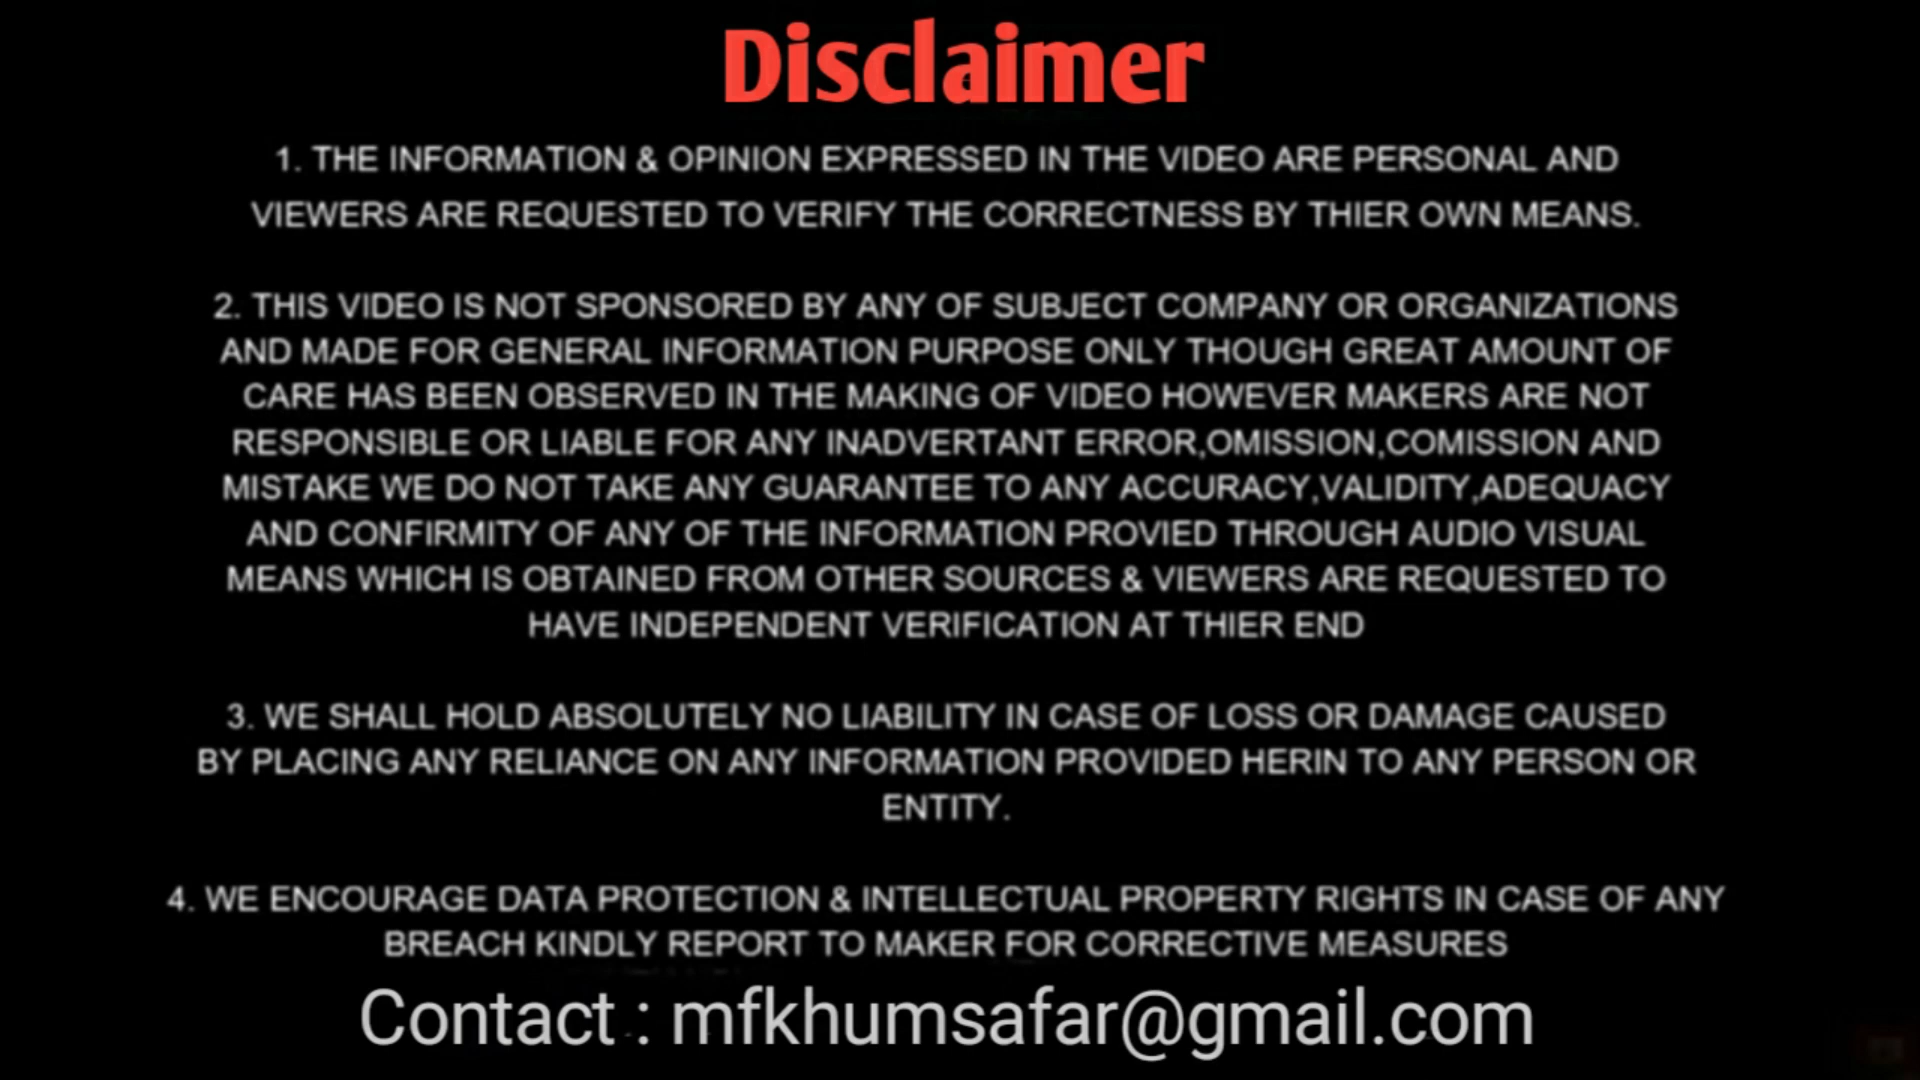 Disclaimer
1. THE INFORMATION & OPINION EXPRESSED IN THE VIDEO ARE PERSONAL AND
VIEWERS ARE REQUESTED TO VERIFY THE CORRECTNESS BY THIER OWN MEANS.
2. THIS VIDEO IS NOT SPONSORED BY ANY OF SUBJECT COMPANY OR ORGANIZATIONS
AND MADE FOR GENERAL INFORMATION PURPOSE ONLY THOUGH GREAT AMOUNT OF
CARE HAS BEEN OBSERVED IN THE MAKING OF VIDEO HOWEVER MAKERS ARE NOT
RESPONSIBLE OR LIABLE FOR ANY INADVERTANT ERROR,OMISSION,COMISSION AND
MISTAKE WE DO NOT TAKE ANY GUARANTEE TO ANY ACCURACY,VALIDITY,ADEQUACY
AND CONFIRMITY OF ANY OF THE INFORMATION PROVIED THROUGH AUDIO VISUAL
MEANS WHICH IS OBTAINED FROM OTHER SOURCES & VIEWERS ARE REQUESTED TO
HAVE INDEPENDENT VERIFICATION AT THIER END
3. WE SHALL HOLD ABSOLUTELY NO LIABILITY IN CASE OF LOSS OR DAMAGE CAUSED
BY PLACING ANY RELIANCE ON ANY INFORMATION PROVIDED HERIN TO ANY PERSON OR
ENTITY.
4. WE ENCOURAGE DATA PROTECTION & INTELLECTUAL PROPERTY RIGHTS IN CASE OF ANY
BREACH KINDLY REPORT TO MAKER FOR CORRECTIVE MEASURES
Contact : mfkhumsafar@gmail.com